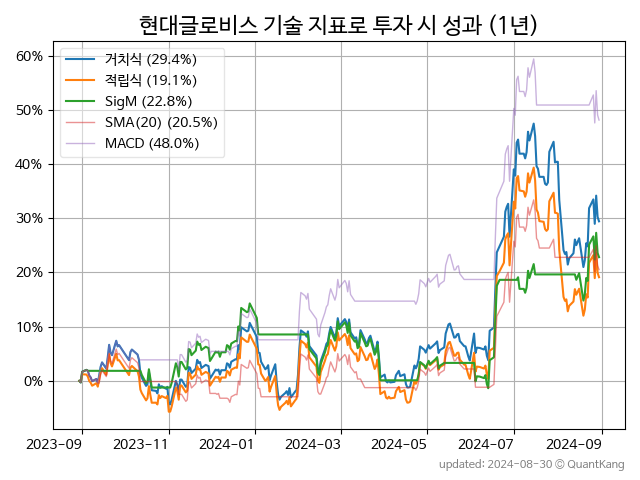 현대글로비스 기술 지표로 투자 시 성과 (1년)
거치식 (29.4%)
적립식 (19.1%)
SigM (22.8%)
SMA(20) (20.5%)
MACD (48.0%)
60%
50%
40%
30%
20%
10%
0%
2023-09 2023-11 2024-01 2024-03 2024-05 2024-07 2024-09
updated: 2024-08-30 © QuantKang